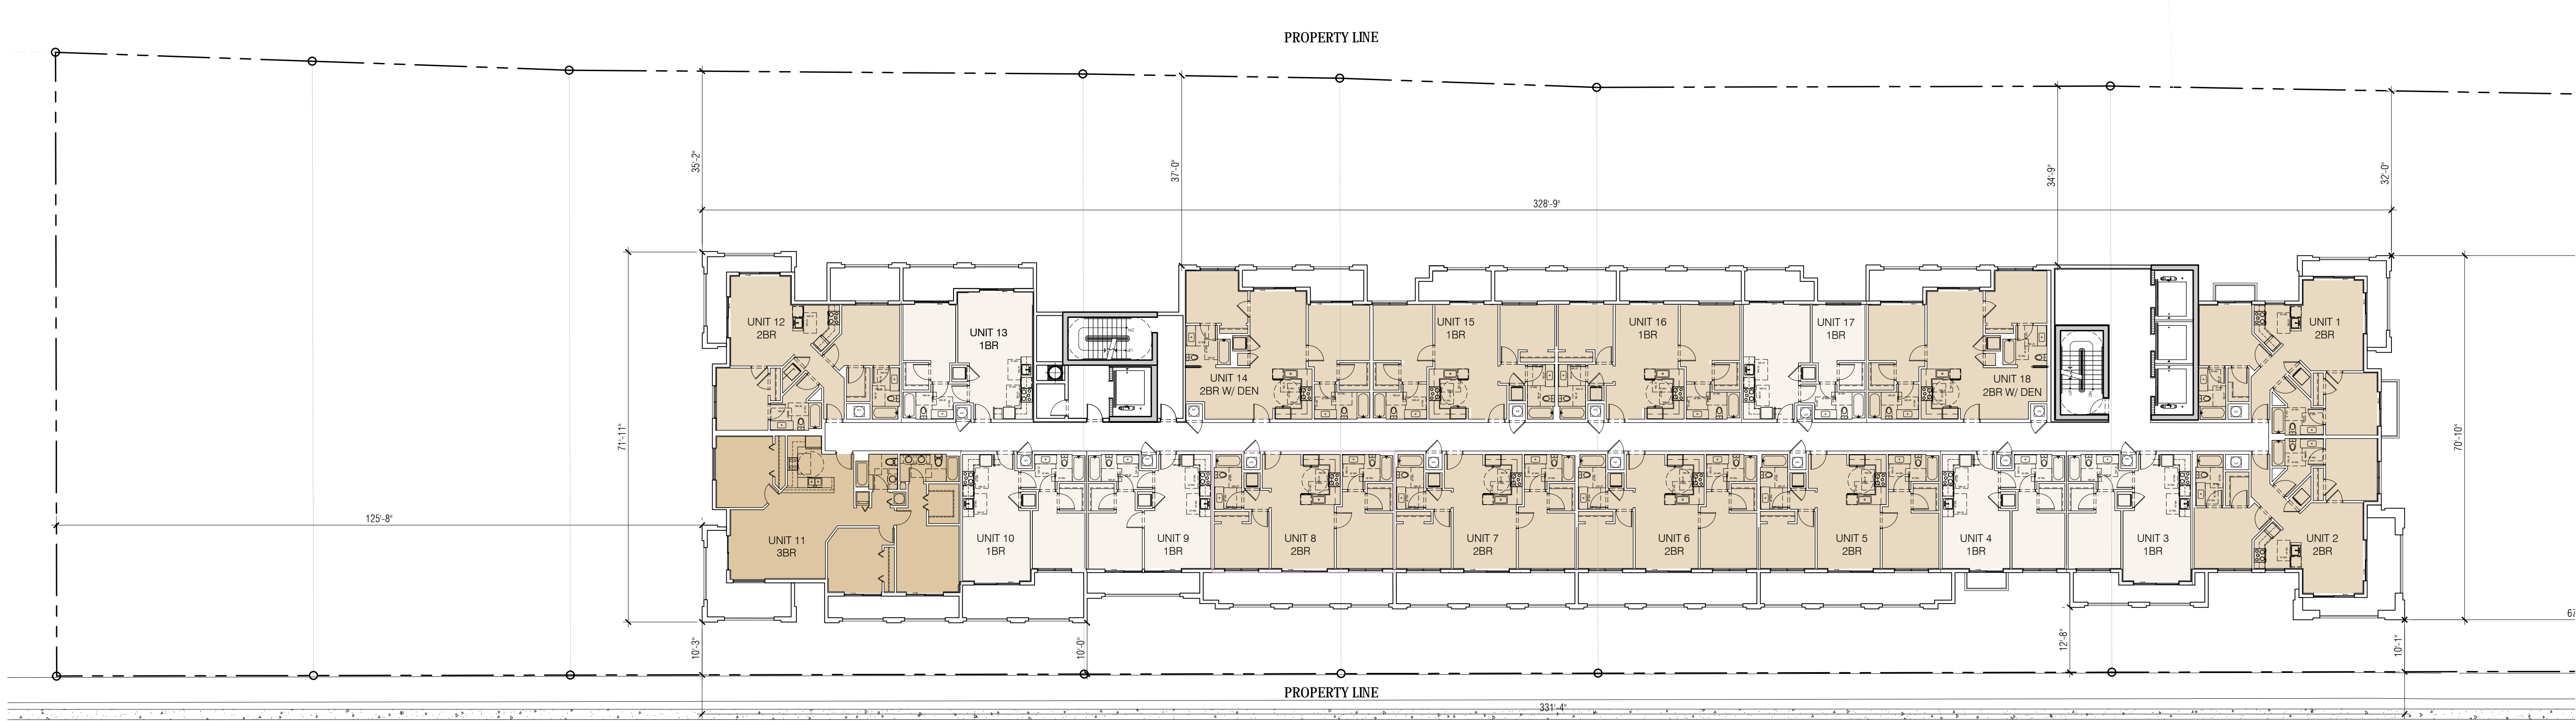 PROPERTY LINE
35'-2"
37'-0"
34'-9"
32'-0"
328'-9"
UNIT 12
2BR
UNIT 13
1BR
UNIT 14
2BR W/ DEN
UNIT 15
1BR
UNIT 16
1BR
UNIT 17
1BR
UNIT 18
2BR W/ DEN
UNIT 1
2BR
71'-11"
70'-10"
125'-8"
UNIT 11
3BR
UNIT 10
1BR
UNIT 9
1BR
UNIT 8
2BR
UNIT 7
2BR
UNIT 6
2BR
UNIT 5
2BR
UNIT 4
1BR
UNIT 3
1BR
UNIT 2
2BR
67
10'-3"
10'-0"
12'-8"
10'-1"
PROPERTY LINE
331'-4"